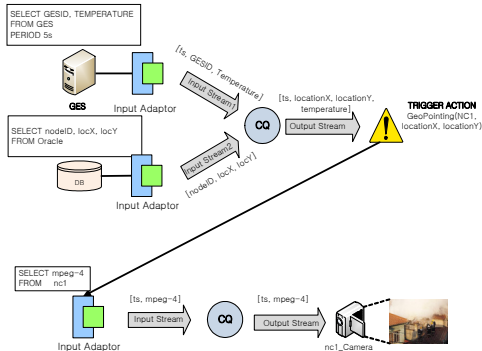 SELECT GESID, TEMPERATURE
FROM GES
PERIOD 5s
GES
Input Adaptor
[ts, GESID, Temperature]
Input Stream1
SELECT nodeID, locX, locY
FROM Oracle
DB
Input Adaptor
Input Stream2
[nodeID, locX, locY]
CQ
[ts, locationX, locationY,
temperature]
Output Stream
TRIGGER ACTION
GeoPointing(NC1,
locationX, locationY)
SELECT mpeg-4
FROM nc1
Input Adaptor
[ts, mpeg-4]
Input Stream
CQ
[ts, mpeg-4]
Output Stream
nc1_Camera